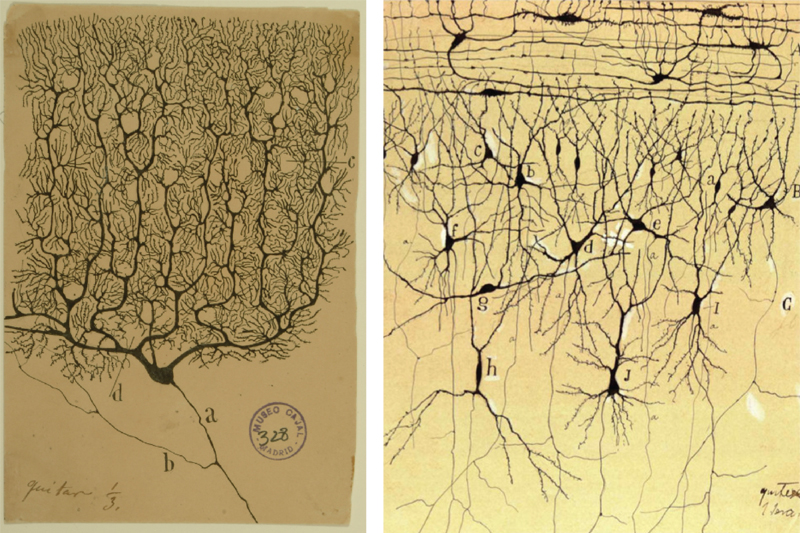 c
d
a
b
MUSEO CAJAL
328
MADRID
quitar 1/3.
A
c
b
a
B
f
e
d
a
a
g
C
I
a
a
h
J
a